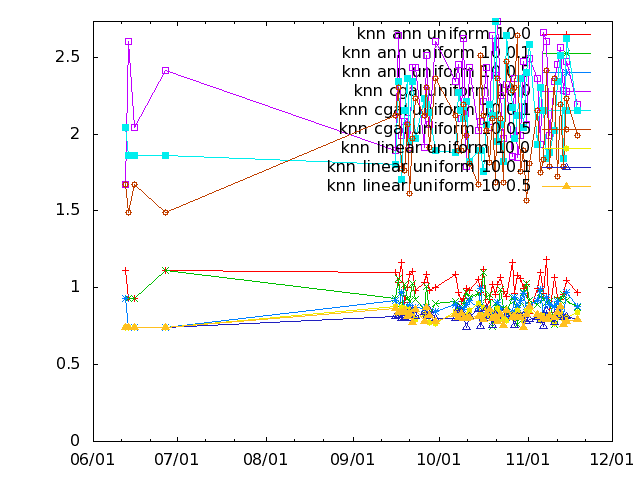 2.5
2
1.5
1
0.5
0
06/01 07/01 08/01 09/01 10/01 11/01 12/01
knn ann uniform 10 0.0
knn ann uniform 10 0.1
knn ann uniform 10 0.5
knn cgal uniform 10 0.0
knn cgal uniform 10 0.1
knn cgal uniform 10 0.5
knn linear uniform 10 0.0
knn linear uniform 10 0.1
knn linear uniform 10 0.5